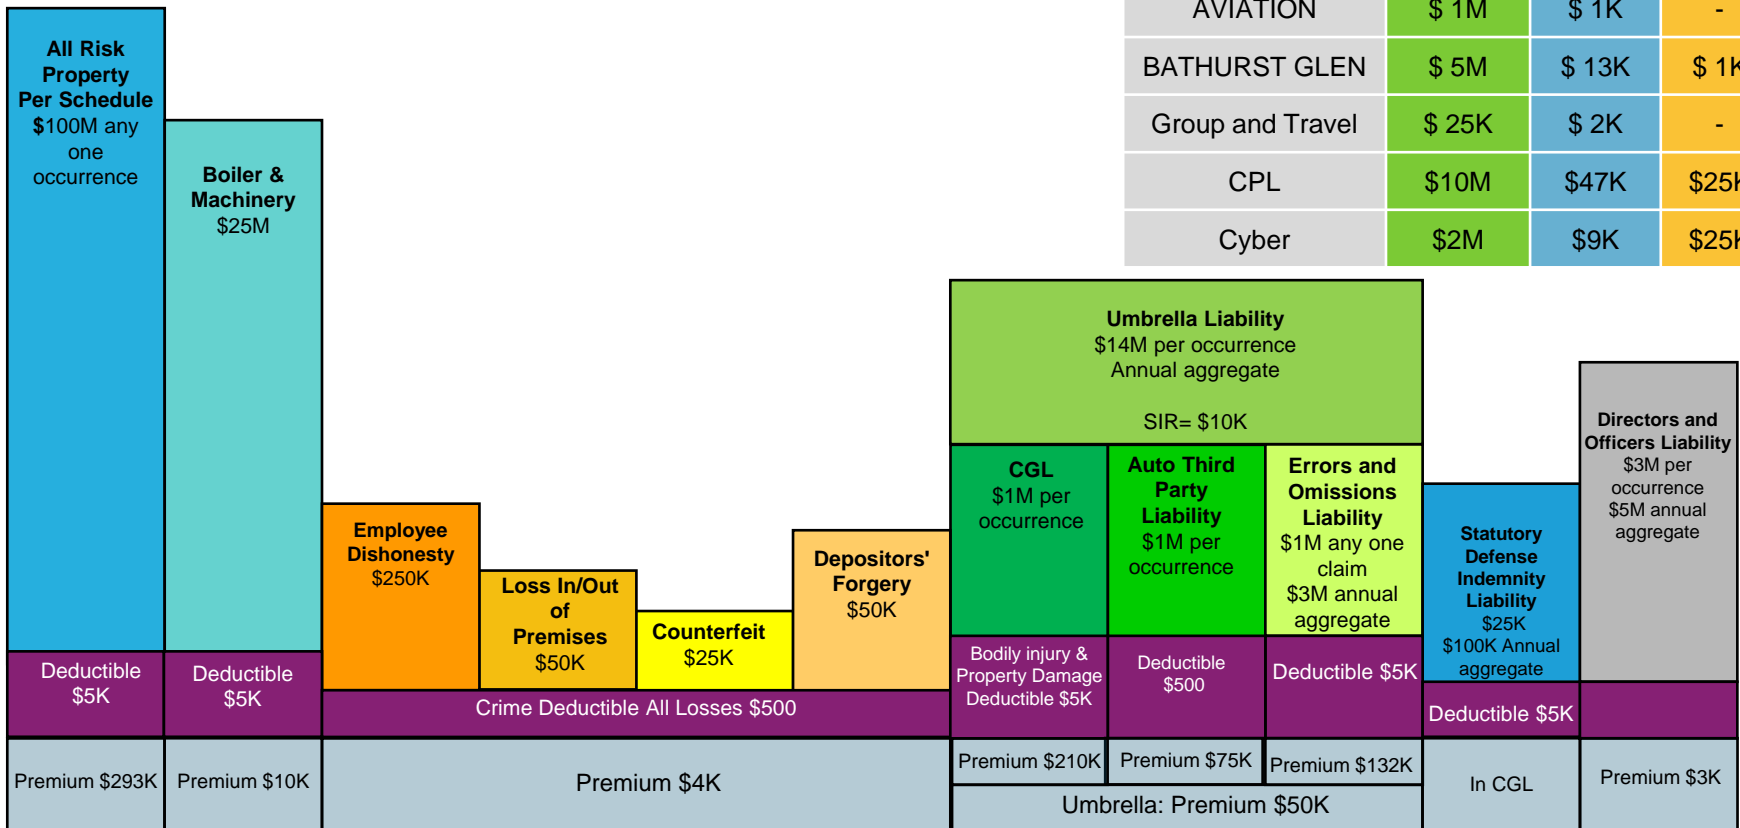 AVIATION $ 1M $ 1K -
BATHURST GLEN $ 5M $ 13K $ 1K
Group and Travel $ 25K $ 2K -
CPL $10M $47K $25K
Cyber $2M $9K $25K
All Risk
Property
Per Schedule
$100M any
one
occurrence
Boiler &
Machinery
$25M
Employee
Dishonesty
$250K
Loss In/Out
of
Premises
$50K
Counterfeit
$25K
Depositors'
Forgery
$50K
Umbrella Liability
$14M per occurrence
Annual aggregate
SIR= $10K
CGL
$1M per
occurrence
Auto Third
Party
Liability
$1M per
occurrence
Errors and
Omissions
Liability
$1M any one
claim
$3M annual
aggregate
Statutory
Defense
Indemnity
Liability
$25K
$100K Annual
aggregate
Directors and
Officers Liability
$3M per
occurrence
$5M annual
aggregate
Deductible
$5K
Deductible
$5K
Crime Deductible All Losses $500
Bodily injury &
Property Damage
Deductible $5K
Deductible
$500
Deductible $5K
Deductible $5K
Premium $293K
Premium $10K
Premium $4K
Premium $210K
Premium $75K
Premium $132K
Umbrella: Premium $50K
In CGL
Premium $3K